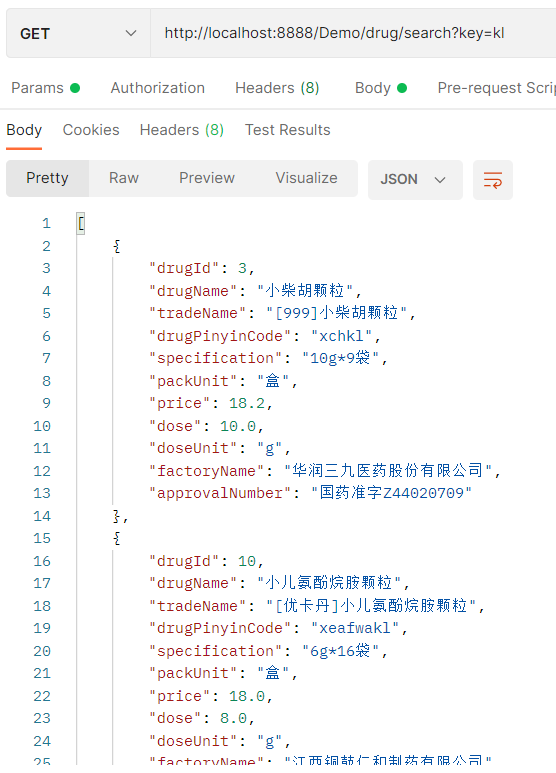 GET http://localhost:8888/Demo/drug/search?key=kl
Params Authorization Headers (8) Body Pre-request Scrip
Body Cookies Headers (8) Test Results
Pretty Raw Preview Visualize JSON
1 [
2 {
3 "drugId": 3,
4 "drugName": "小柴胡颗粒",
5 "tradeName": "[999]小柴胡颗粒",
6 "drugPinyinCode": "xchkl",
7 "specification": "10g*9袋",
8 "packUnit": "盒",
9 "price": 18.2,
10 "dose": 10.0,
11 "doseUnit": "g",
12 "factoryName": "华润三九医药股份有限公司",
13 "approvalNumber": "国药准字Z44020709"
14 },
15 {
16 "drugId": 10,
17 "drugName": "小儿氨酚烷胺颗粒",
18 "tradeName": "[优卡丹]小儿氨酚烷胺颗粒",
19 "drugPinyinCode": "xeafwakl",
20 "specification": "6g*16袋",
21 "packUnit": "盒",
22 "price": 18.0,
23 "dose": 8.0,
24 "doseUnit": "g",
25 "factoryName": "江西铜鼓仁和制药有限公司"